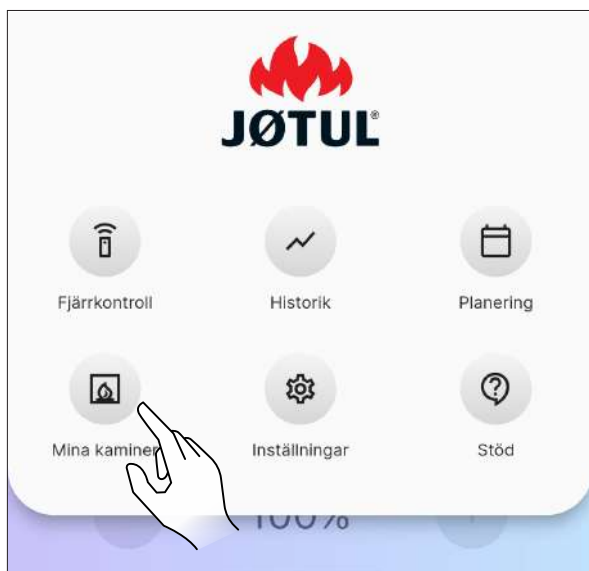 JØTUL®
Fjärrkontroll Historik Planering
Mina kaminer Inställningar Stöd
100%